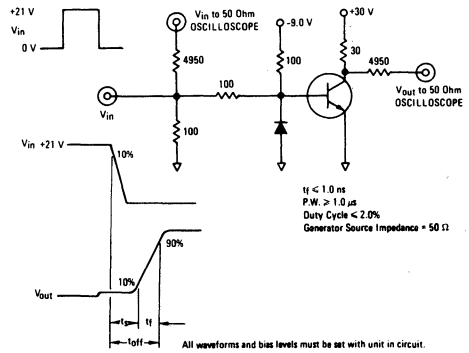 +21 V
Vin
0 V
Vin to 50 Ohm
OSCILLOSCOPE
4950
100
Vin
100
-9.0 V
100
+30 V
30
4950
Vout to 50 Ohm
OSCILLOSCOPE
Vin +21 V
10%
tf ≤ 1.0 ns
P.W. ≥ 1.0 μs
Duty Cycle ≤ 2.0%
Generator Source Impedance = 50 Ω
90%
10%
Vout
ts
tf
toff
All waveforms and bias levels must be set with unit in circuit.